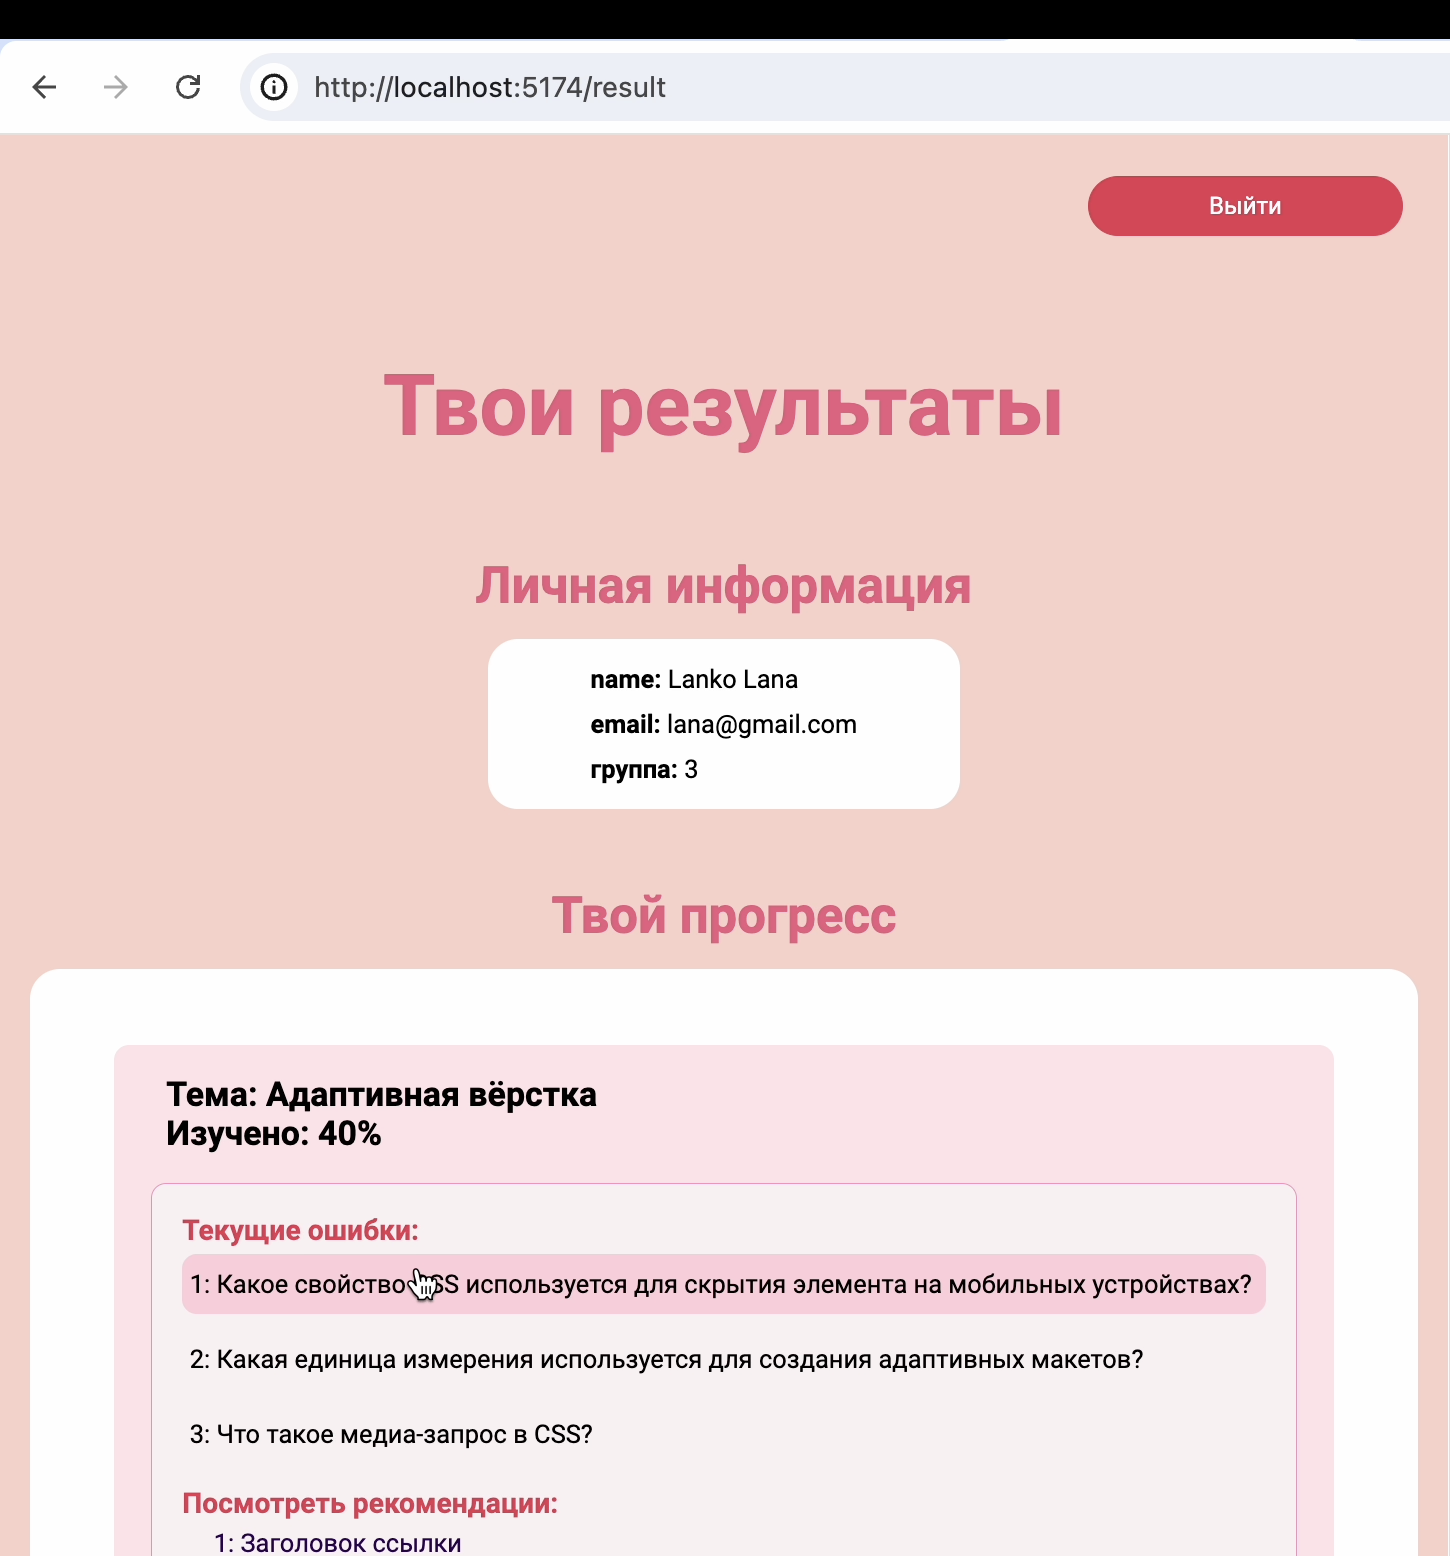 http://localhost:5174/result
Выйти
Твои результаты
Личная информация
name: Lanko Lana
email: lana@gmail.com
группа: 3
Твой прогресс
Тема: Адаптивная вёрстка
Изучено: 40%
Текущие ошибки:
1: Какое свойство CSS используется для скрытия элемента на мобильных устройствах?
2: Какая единица измерения используется для создания адаптивных макетов?
3: Что такое медиа-запрос в CSS?
Посмотреть рекомендации:
1: Заголовок ссылки